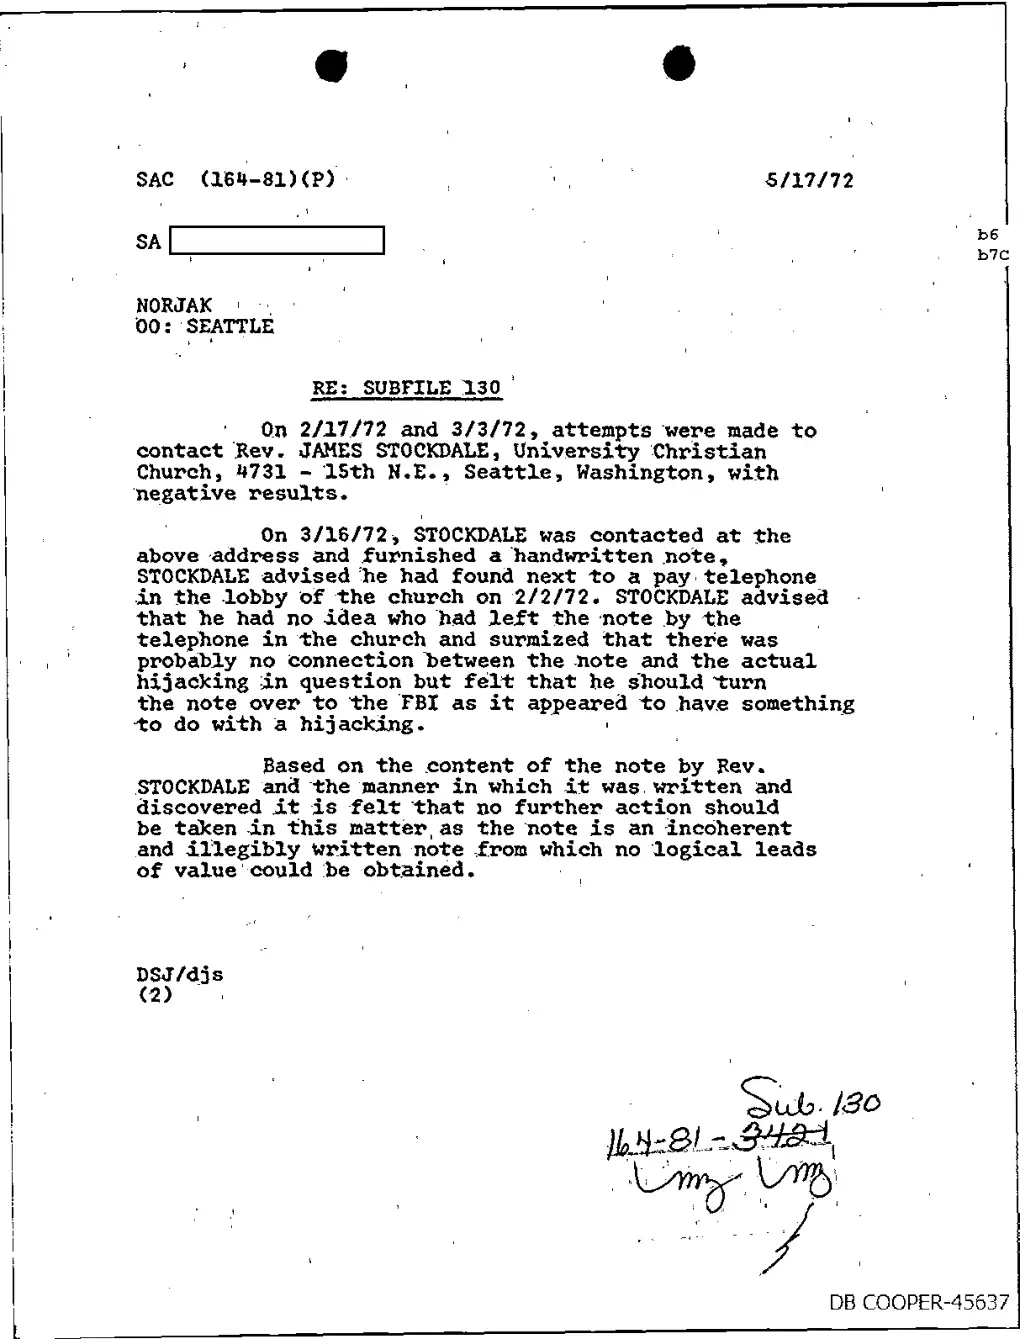 SAC (164-81)(P) 5/17/72
SA
b6
b7C
NORJAK
OO: SEATTLE
RE: SUBFILE 130
On 2/17/72 and 3/3/72, attempts were made to
contact Rev. JAMES STOCKDALE, University Christian
Church, 4731 - 15th N.E., Seattle, Washington, with
negative results.
On 3/16/72, STOCKDALE was contacted at the
above address and furnished a handwritten note,
STOCKDALE advised he had found next to a pay telephone
in the lobby of the church on 2/2/72. STOCKDALE advised
that he had no idea who had left the note by the
telephone in the church and surmized that there was
probably no connection between the note and the actual
hijacking in question but felt that he should turn
the note over to the FBI as it appeared to have something
to do with a hijacking.
Based on the content of the note by Rev.
STOCKDALE and the manner in which it was written and
discovered it is felt that no further action should
be taken in this matter as the note is an incoherent
and illegibly written note from which no logical leads
of value could be obtained.
DSJ/djs
(2)
Sub. 130
164-81-3421
DB COOPER-45637